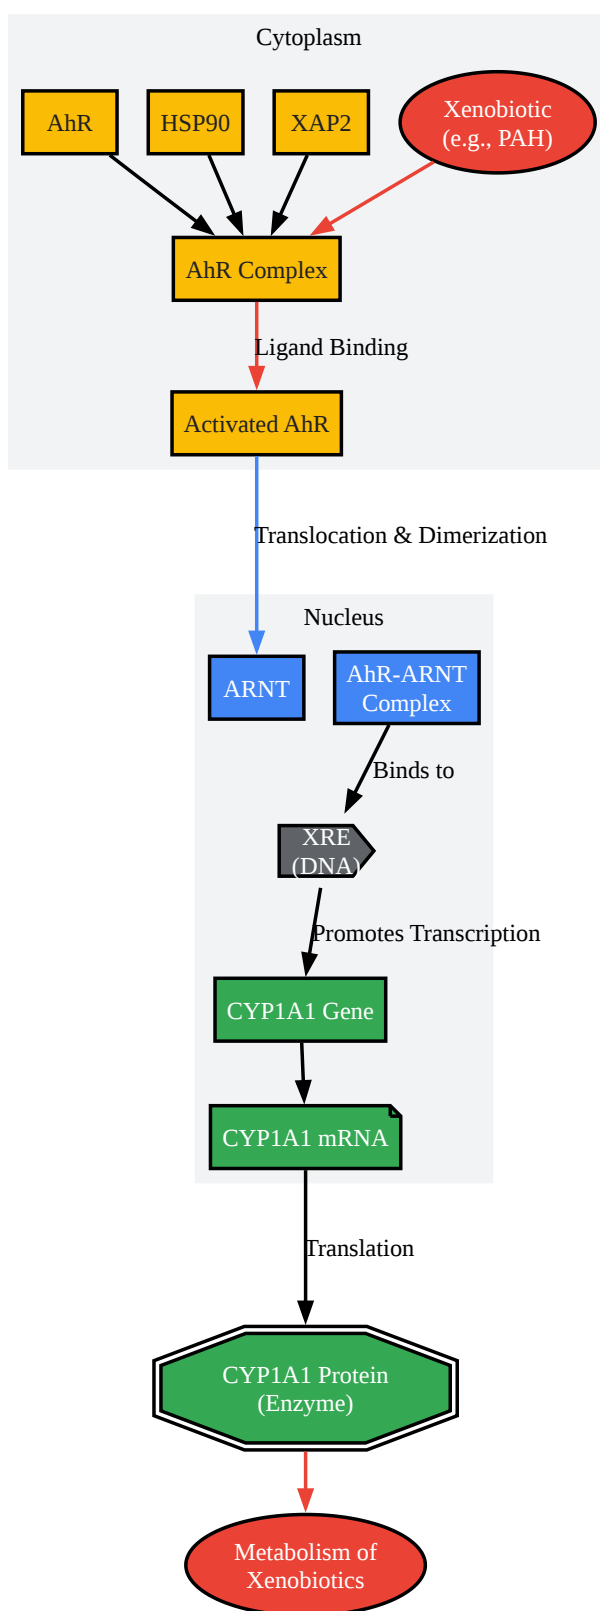 Cytoplasm
AhR
HSP90
XAP2
Xenobiotic
(e.g., PAH)
AhR Complex
Ligand Binding
Activated AhR
Translocation & Dimerization
Nucleus
ARNT
AhR-ARNT
Complex
Binds to
XRE
(DNA)
Promotes Transcription
CYP1A1 Gene
CYP1A1 mRNA
Translation
CYP1A1 Protein
(Enzyme)
Metabolism of
Xenobiotics